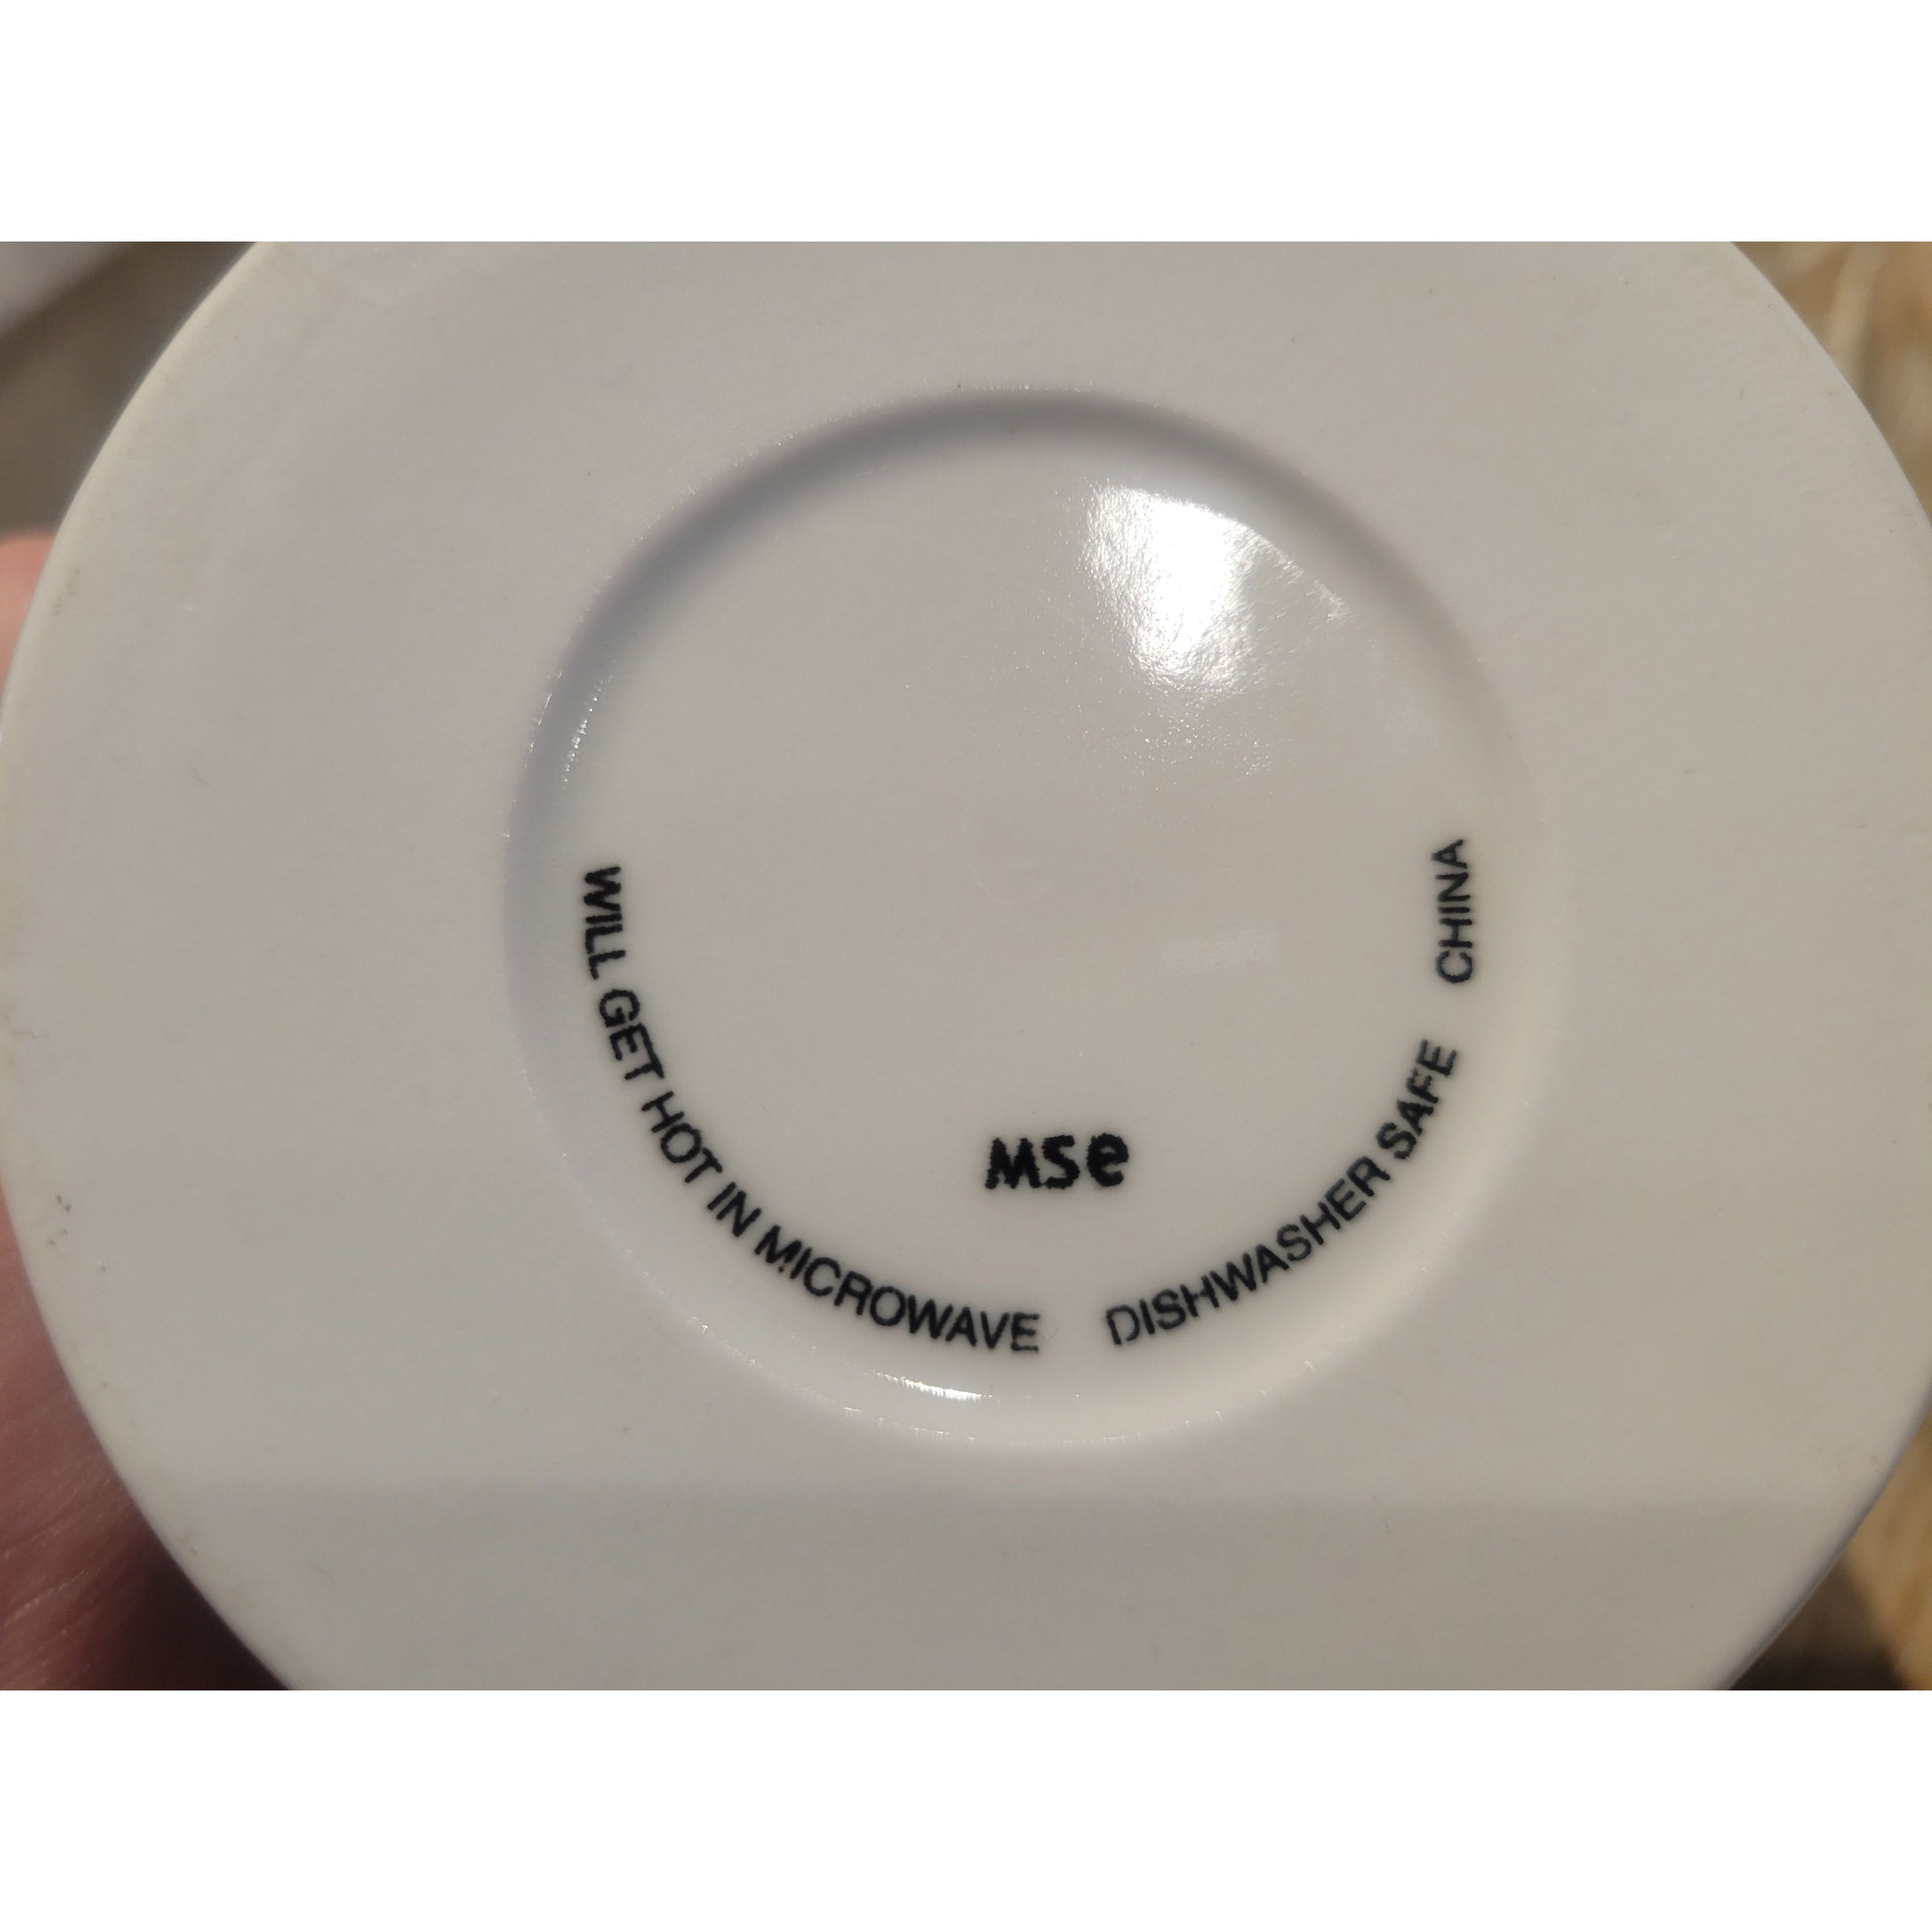 MSe
WILL GET HOT IN MICROWAVE DISHWASHER SAFE CHINA